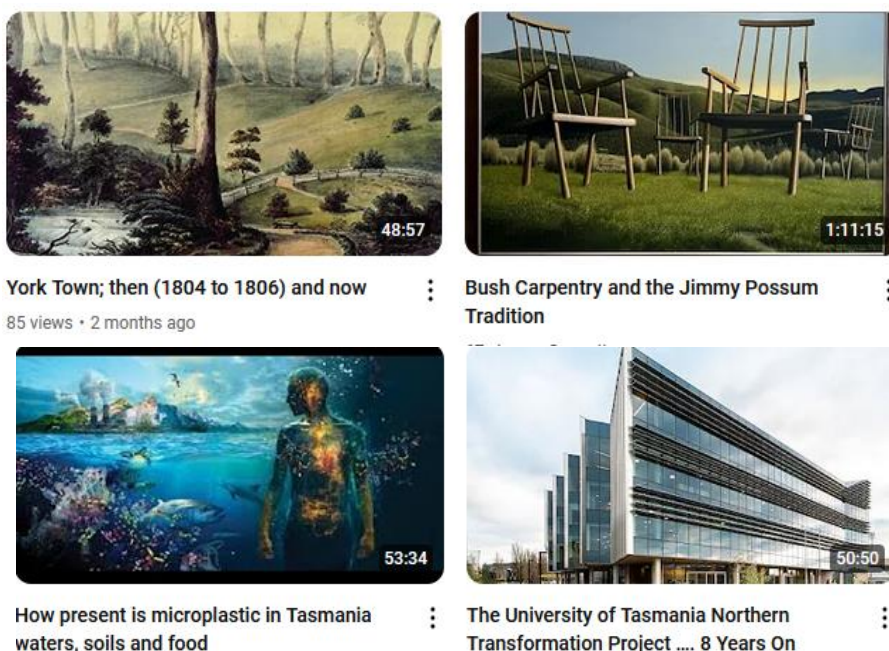 48:57
1:11:15
York Town; then (1804 to 1806) and now
85 views • 2 months ago
Bush Carpentry and the Jimmy Possum
Tradition
53:34
50:50
How present is microplastic in Tasmania
waters, soils and food
The University of Tasmania Northern
Transformation Project .... 8 Years On